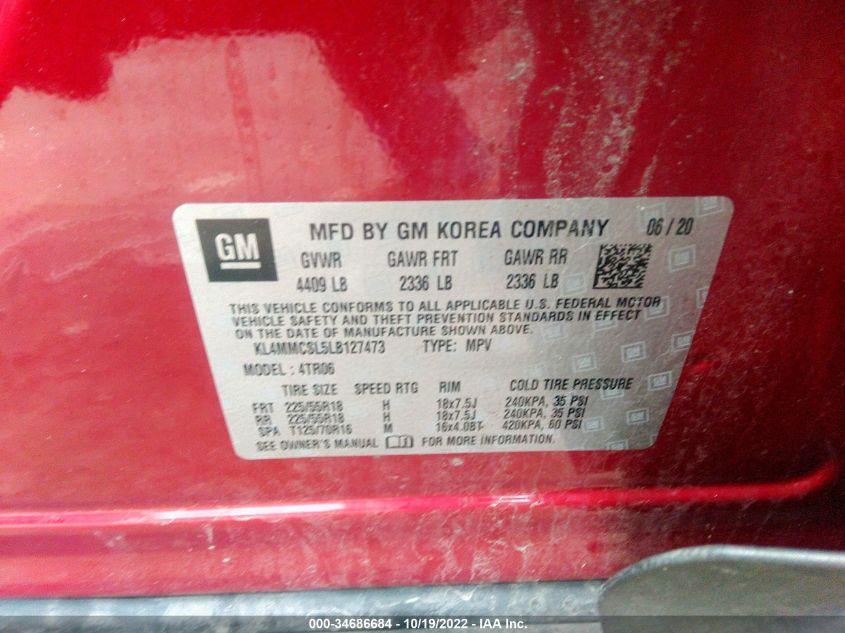 GM MFD BY GM KOREA COMPANY 06 / 20
GVWR GAWR FRT GAWR RR
4409 LB 2336 LB 2336 LB
THIS VEHICLE CONFORMS TO ALL APPLICABLE U.S. FEDERAL MOTOR
VEHICLE SAFETY AND THEFT PREVENTION STANDARDS IN EFFECT
ON THE DATE OF MANUFACTURE SHOWN ABOVE.
KL4MMCSL5LB127473 TYPE: MPV
MODEL : 4TR06
TIRE SIZE SPEED RTG RIM COLD TIRE PRESSURE
FRT 225/55R18 H 18x7.5J 240KPA, 35 PSI
RR 225/55R18 H 18x7.5J 240KPA, 35 PSI
SPA T125/70R16 M 16x4.0BT 420KPA, 60 PSI
SEE OWNER'S MANUAL FOR MORE INFORMATION.
000-34686684 - 10/19/2022 - IAA Inc.